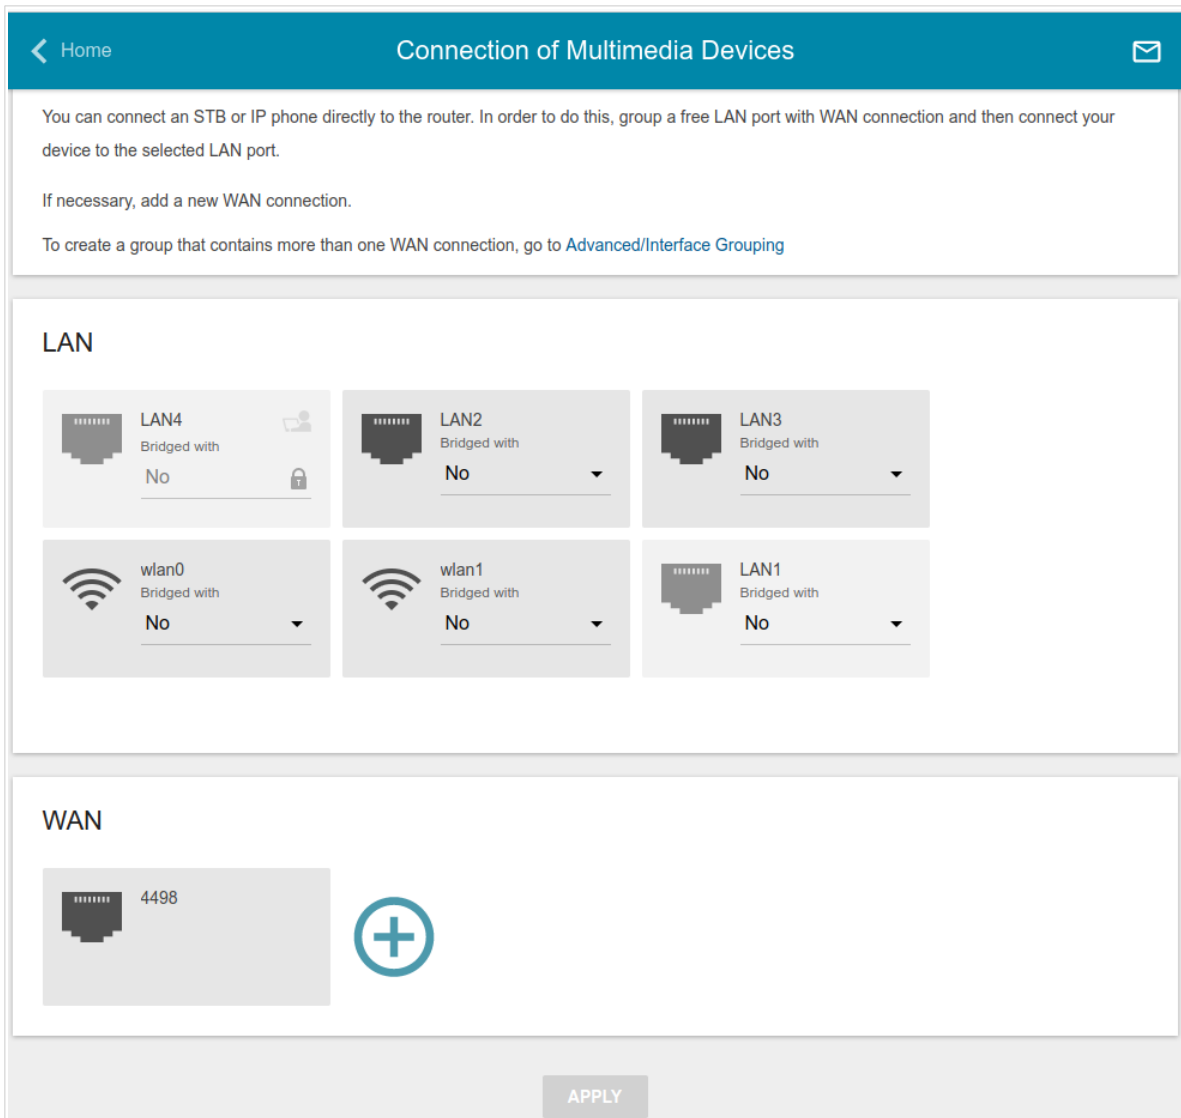 Home
Connection of Multimedia Devices
You can connect an STB or IP phone directly to the router. In order to do this, group a free LAN port with WAN connection and then connect your
device to the selected LAN port.
If necessary, add a new WAN connection.
To create a group that contains more than one WAN connection, go to Advanced/Interface Grouping
LAN
LAN4
Bridged with
No
LAN2
Bridged with
No
LAN3
Bridged with
No
wlan0
Bridged with
No
wlan1
Bridged with
No
LAN1
Bridged with
No
WAN
4498
APPLY